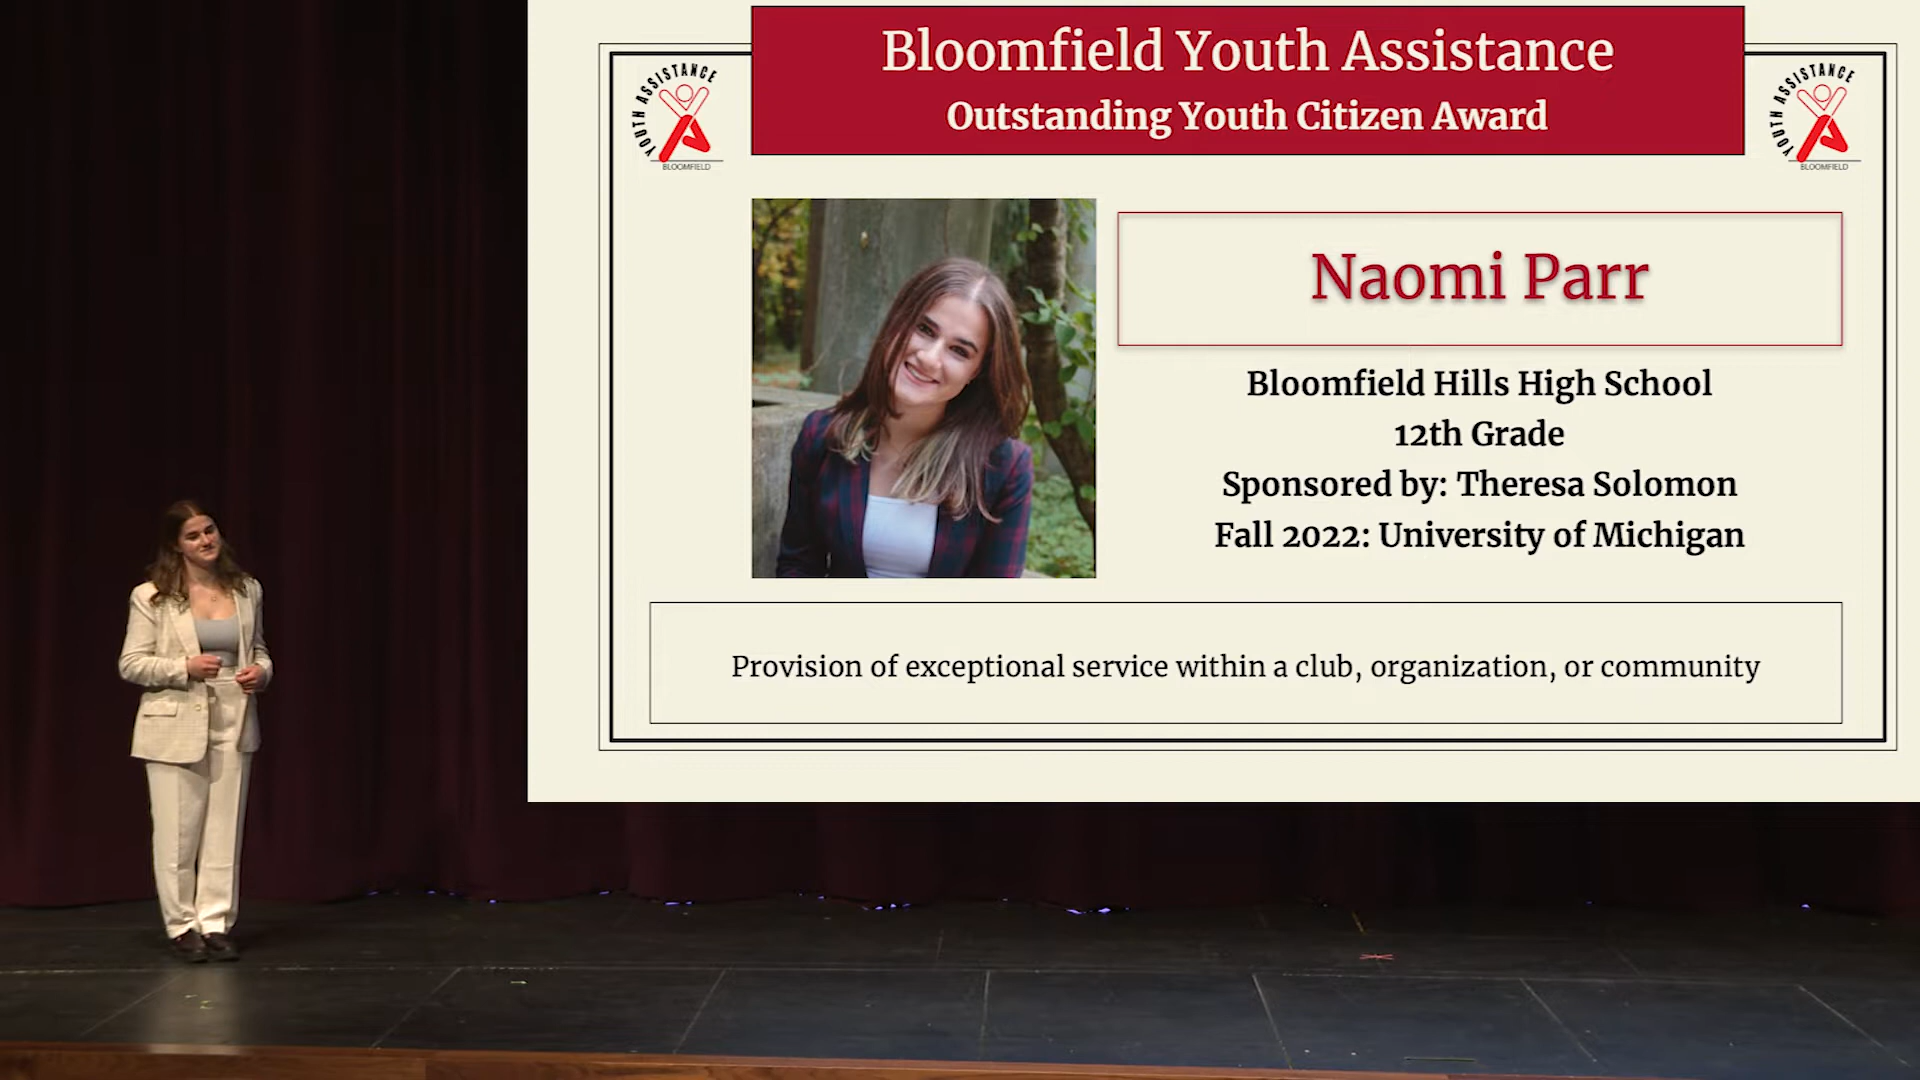 Bloomfield Youth Assistance
Outstanding Youth Citizen Award
YOUTH ASSISTANCE
BLOOMFIELD
YOUTH ASSISTANCE
BLOOMFIELD
Naomi Parr
Bloomfield Hills High School
12th Grade
Sponsored by: Theresa Solomon
Fall 2022: University of Michigan
Provision of exceptional service within a club, organization, or community